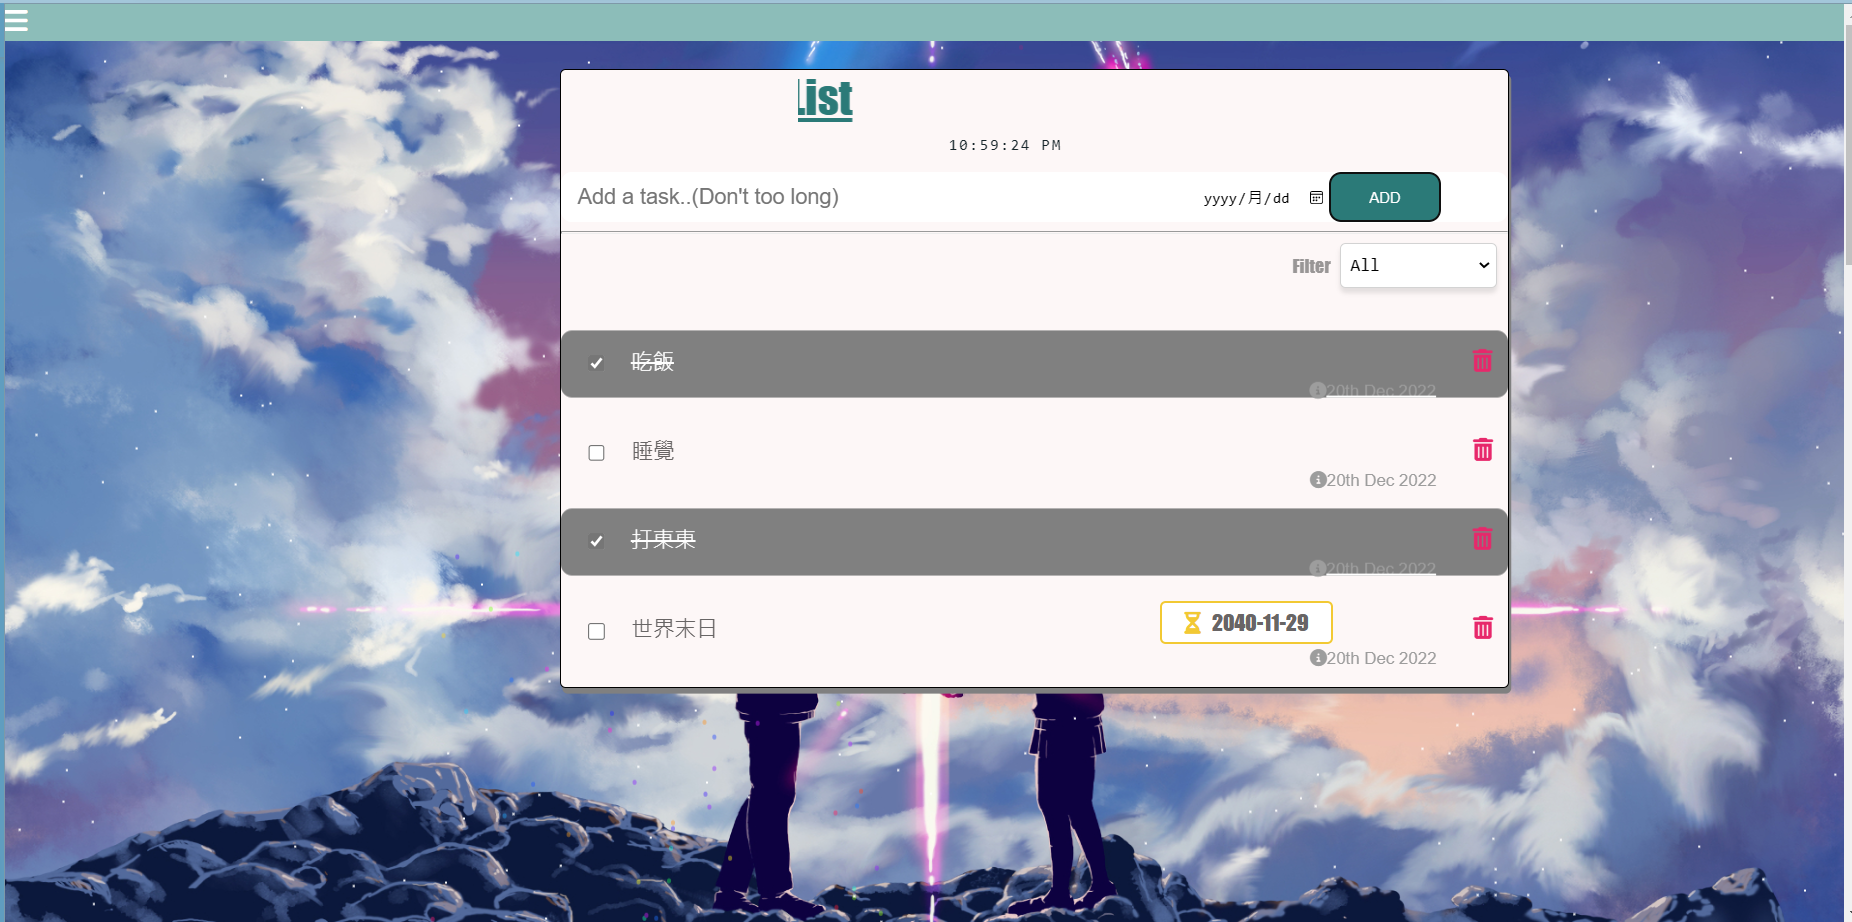 List
10:59:24 PM
Add a task..(Don't too long)
yyyy/月/dd
ADD
Filter
All
吃飯
20th Dec 2022
睡覺
20th Dec 2022
打東東
20th Dec 2022
世界末日
2040-11-29
20th Dec 2022